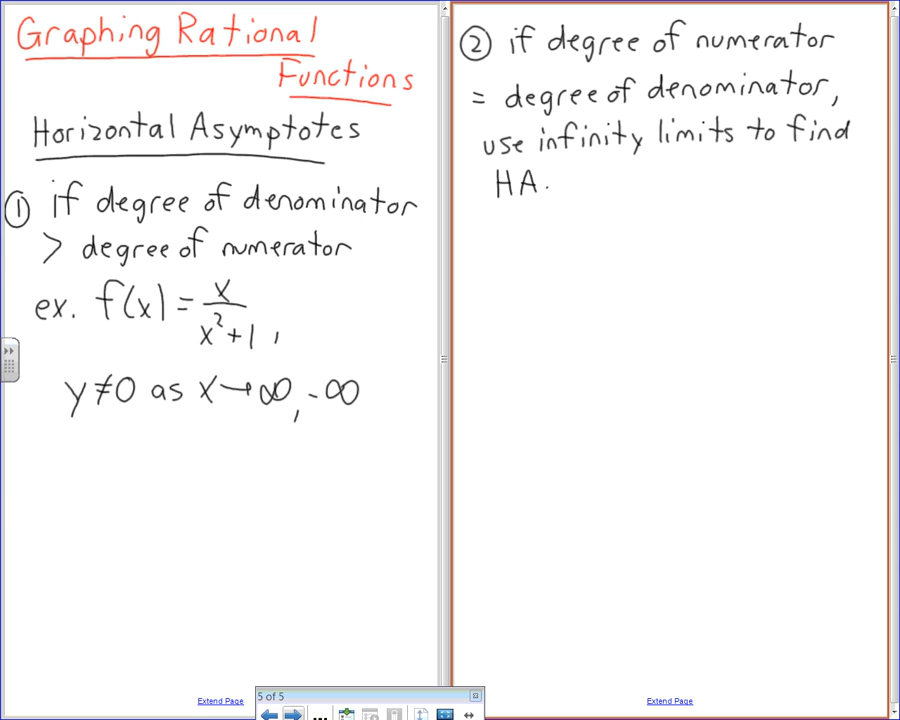 Graphing Rational
Functions
Horizontal Asymptotes
① if degree of denominator
> degree of numerator
ex. f(x) = x/(x²+1),
y≠0 as x→∞, -∞
② if degree of numerator
= degree of denominator,
use infinity limits to find
HA.
Extend Page
5 of 5
Extend Page